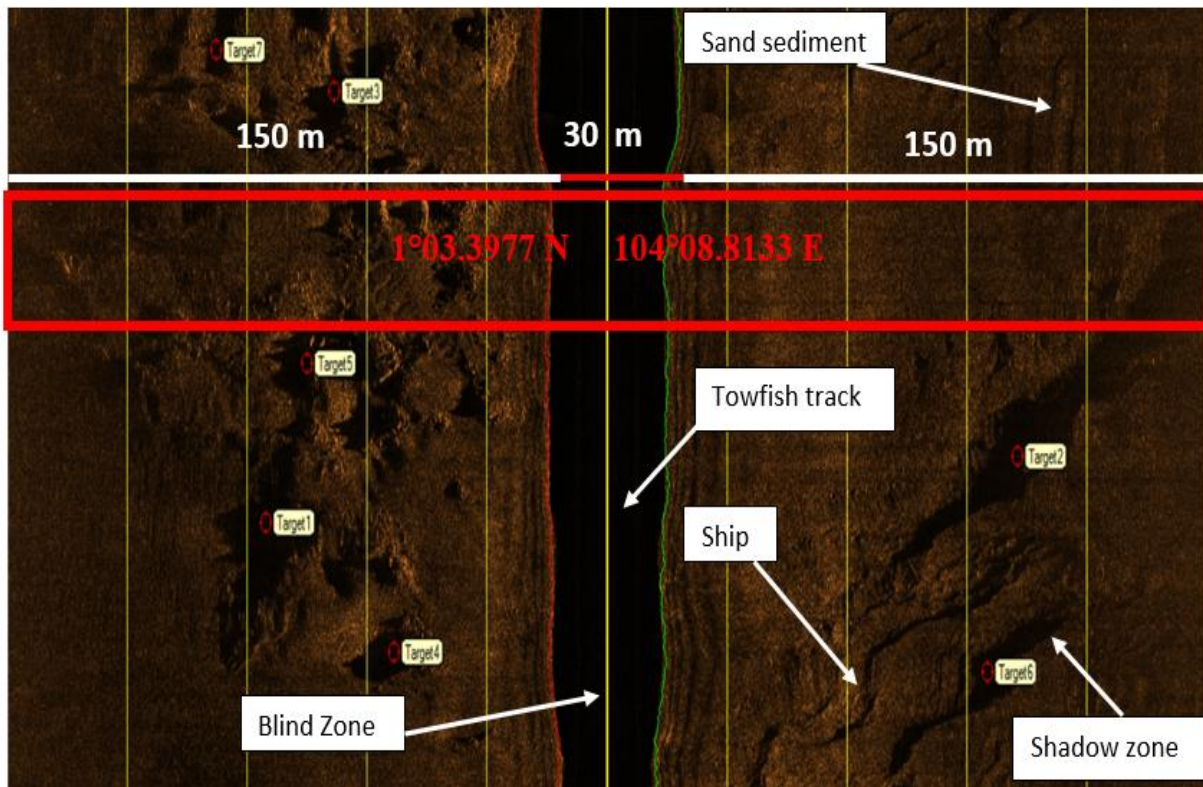 Target7
Sand sediment
Target3
150 m
30 m
150 m
1°03.3977 N 104°08.8133 E
Target5
Towfish track
Target2
Target1
Ship
Target4
Target6
Blind Zone
Shadow zone